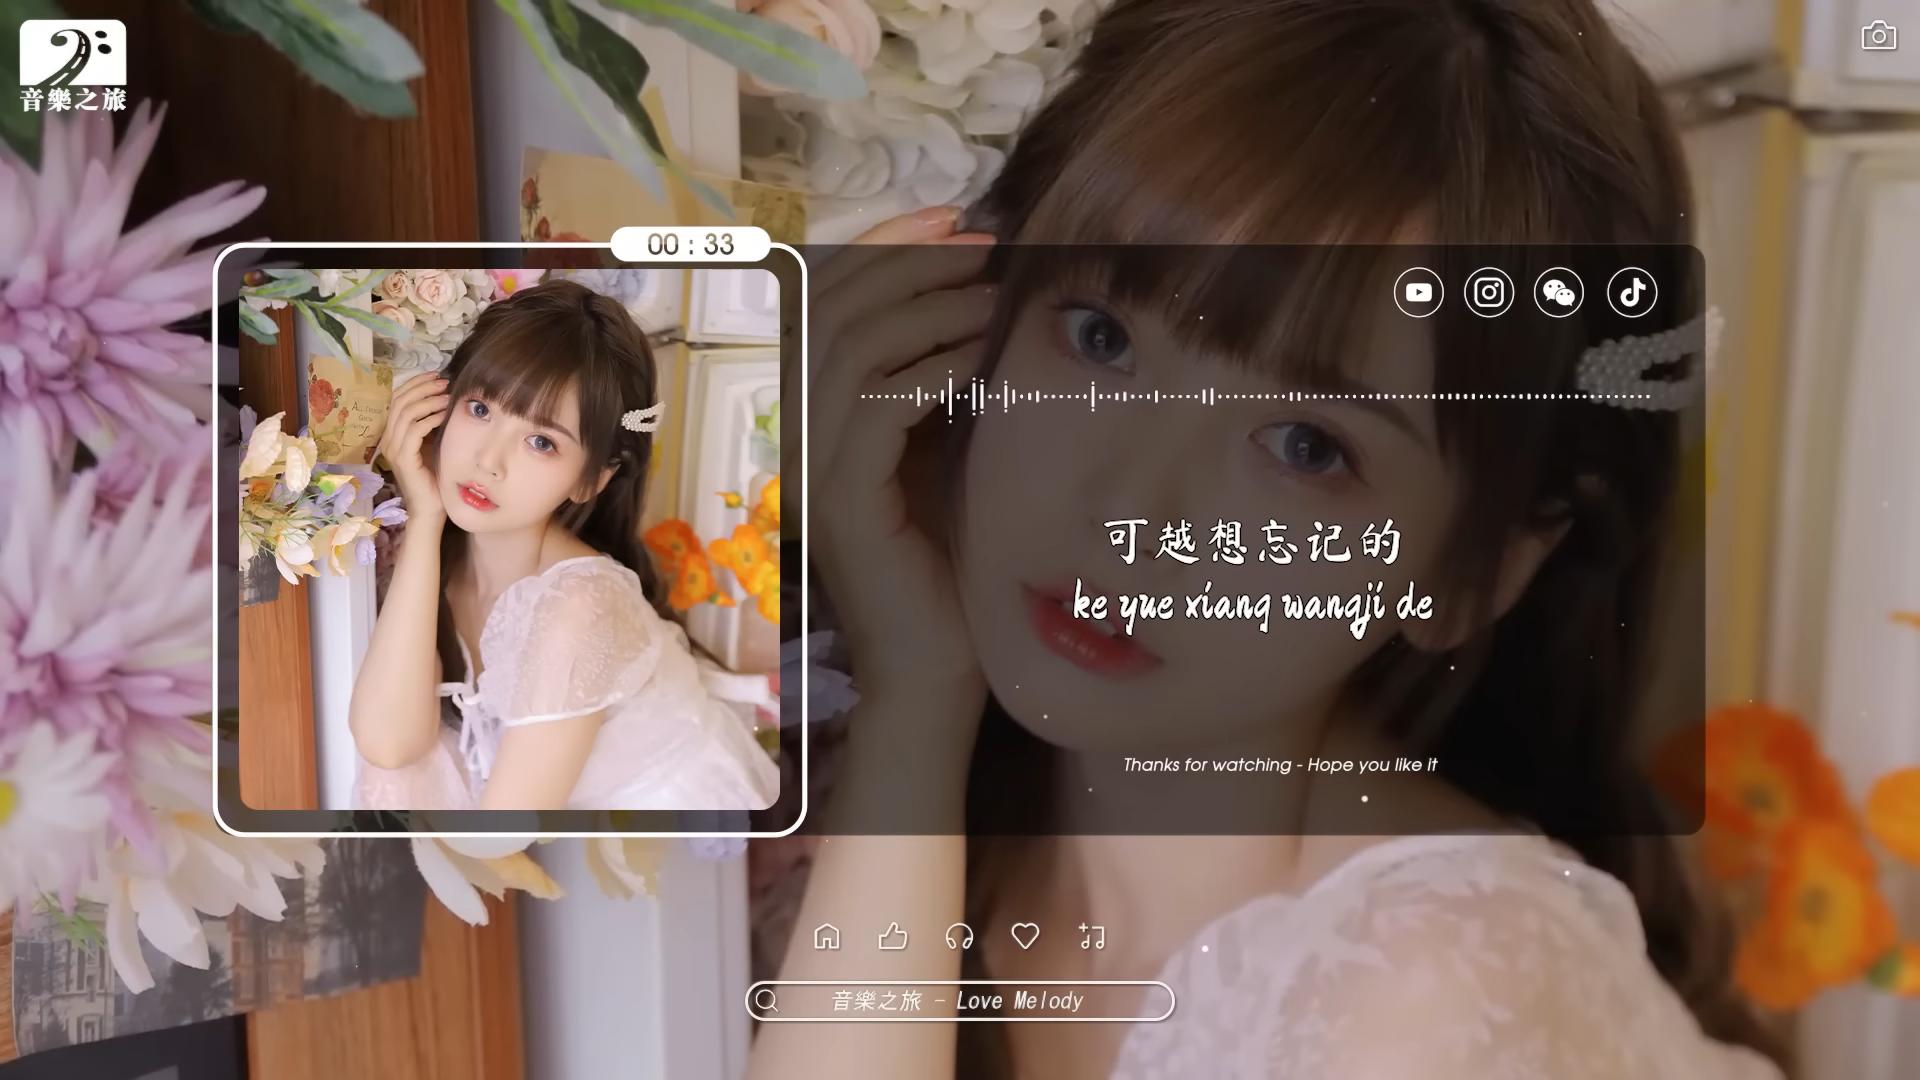 音樂之旅
00 : 33
可越想忘记的
ke yue xiang wangji de
Thanks for watching - Hope you like it
音樂之旅 - Love Melody